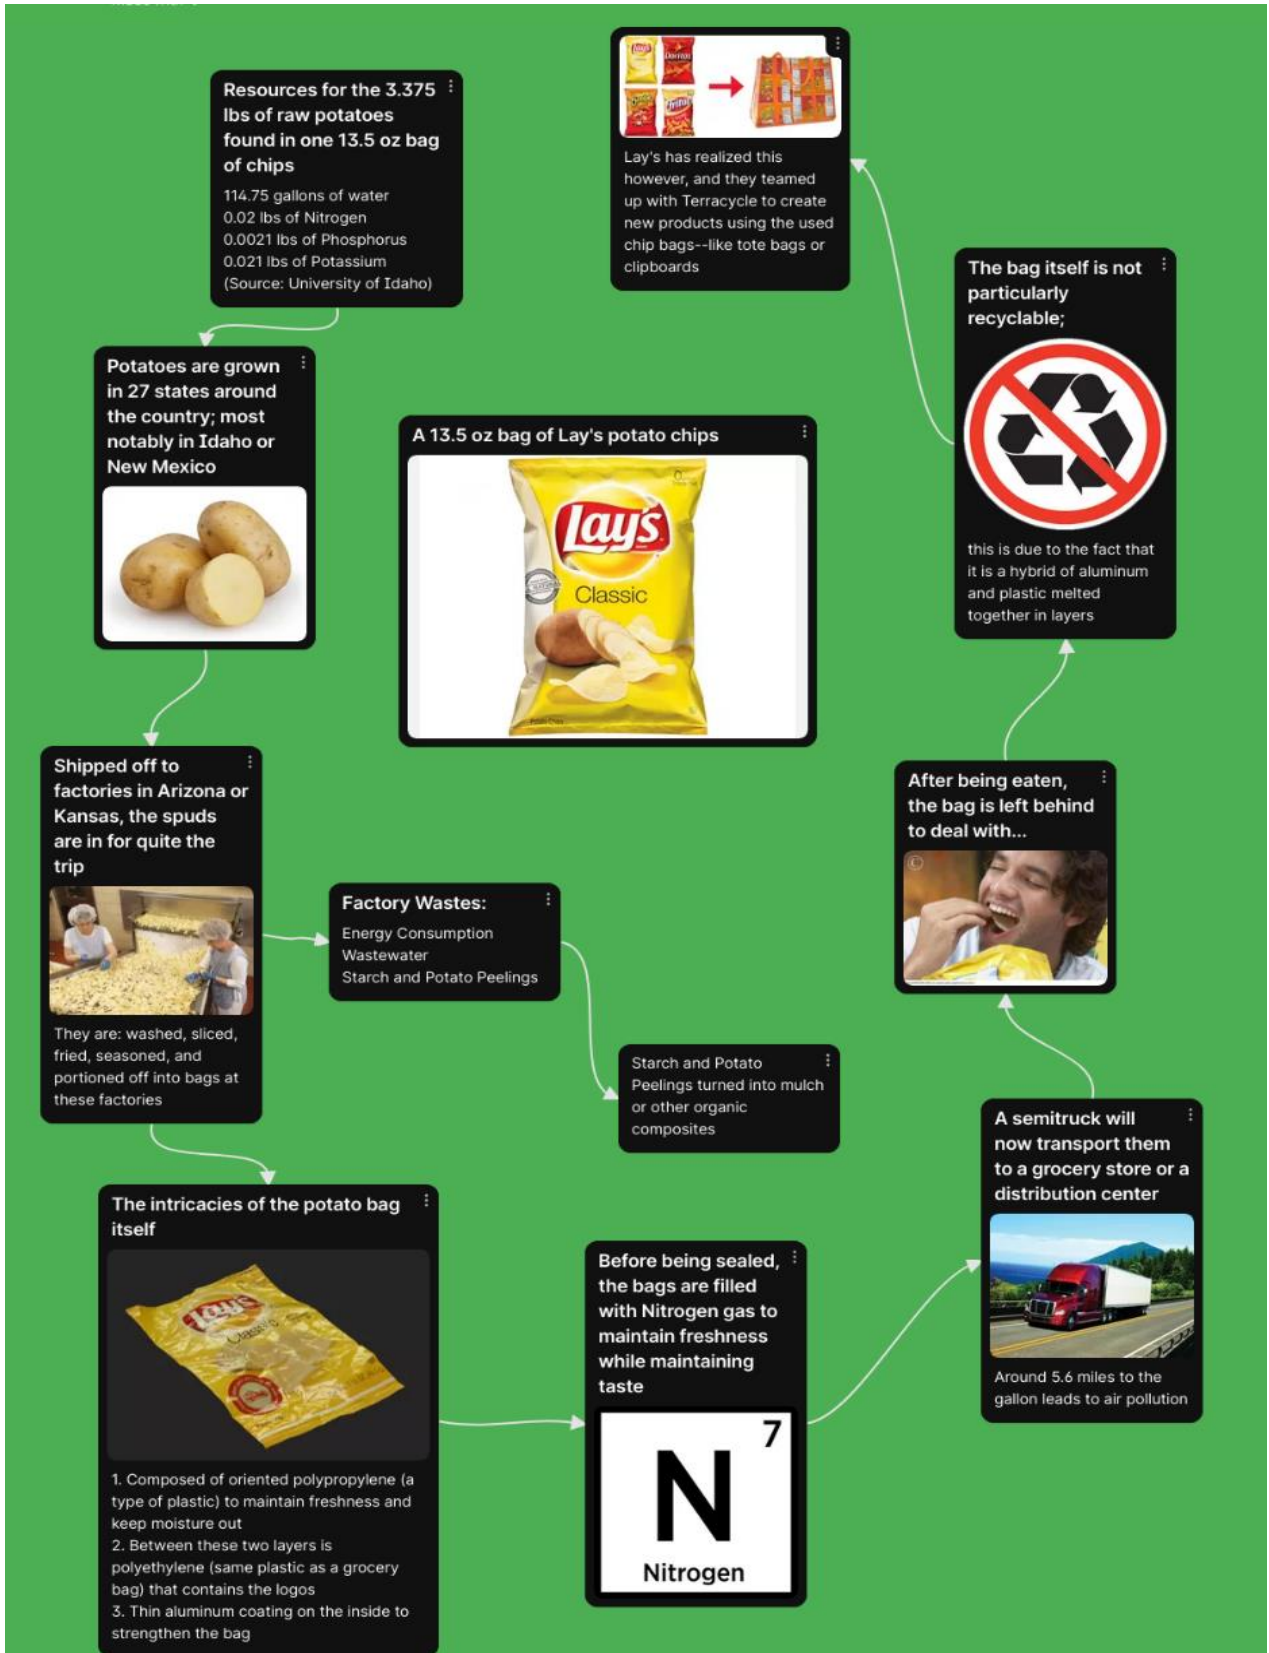 Resources for the 3.375
lbs of raw potatoes
found in one 13.5 oz bag
of chips
114.75 gallons of water
0.02 lbs of Nitrogen
0.0021 lbs of Phosphorus
0.021 lbs of Potassium
(Source: University of Idaho)
Potatoes are grown
in 27 states around
the country; most
notably in Idaho or
New Mexico
Shipped off to
factories in Arizona or
Kansas, the spuds
are in for quite the
trip
They are: washed, sliced,
fried, seasoned, and
portioned off into bags at
these factories
Factory Wastes:
Energy Consumption
Wastewater
Starch and Potato Peelings
Starch and Potato
Peelings turned into mulch
or other organic
composites
The intricacies of the potato bag
itself
Lay's
Classic
1. Composed of oriented polypropylene (a
type of plastic) to maintain freshness and
keep moisture out
2. Between these two layers is
polyethylene (same plastic as a grocery
bag) that contains the logos
3. Thin aluminum coating on the inside to
strengthen the bag
Before being sealed,
the bags are filled
with Nitrogen gas to
maintain freshness
while maintaining
taste
7
N
Nitrogen
A semitruck will
now transport them
to a grocery store or a
distribution center
Around 5.6 miles to the
gallon leads to air pollution
After being eaten,
the bag is left behind
to deal with...
©
The bag itself is not
particularly
recyclable;
this is due to the fact that
it is a hybrid of aluminum
and plastic melted
together in layers
Lay's
Doritos
Cheetos
Fritos
Lay's has realized this
however, and they teamed
up with Terracycle to create
new products using the used
chip bags--like tote bags or
clipboards
A 13.5 oz bag of Lay's potato chips
Lay's
Classic